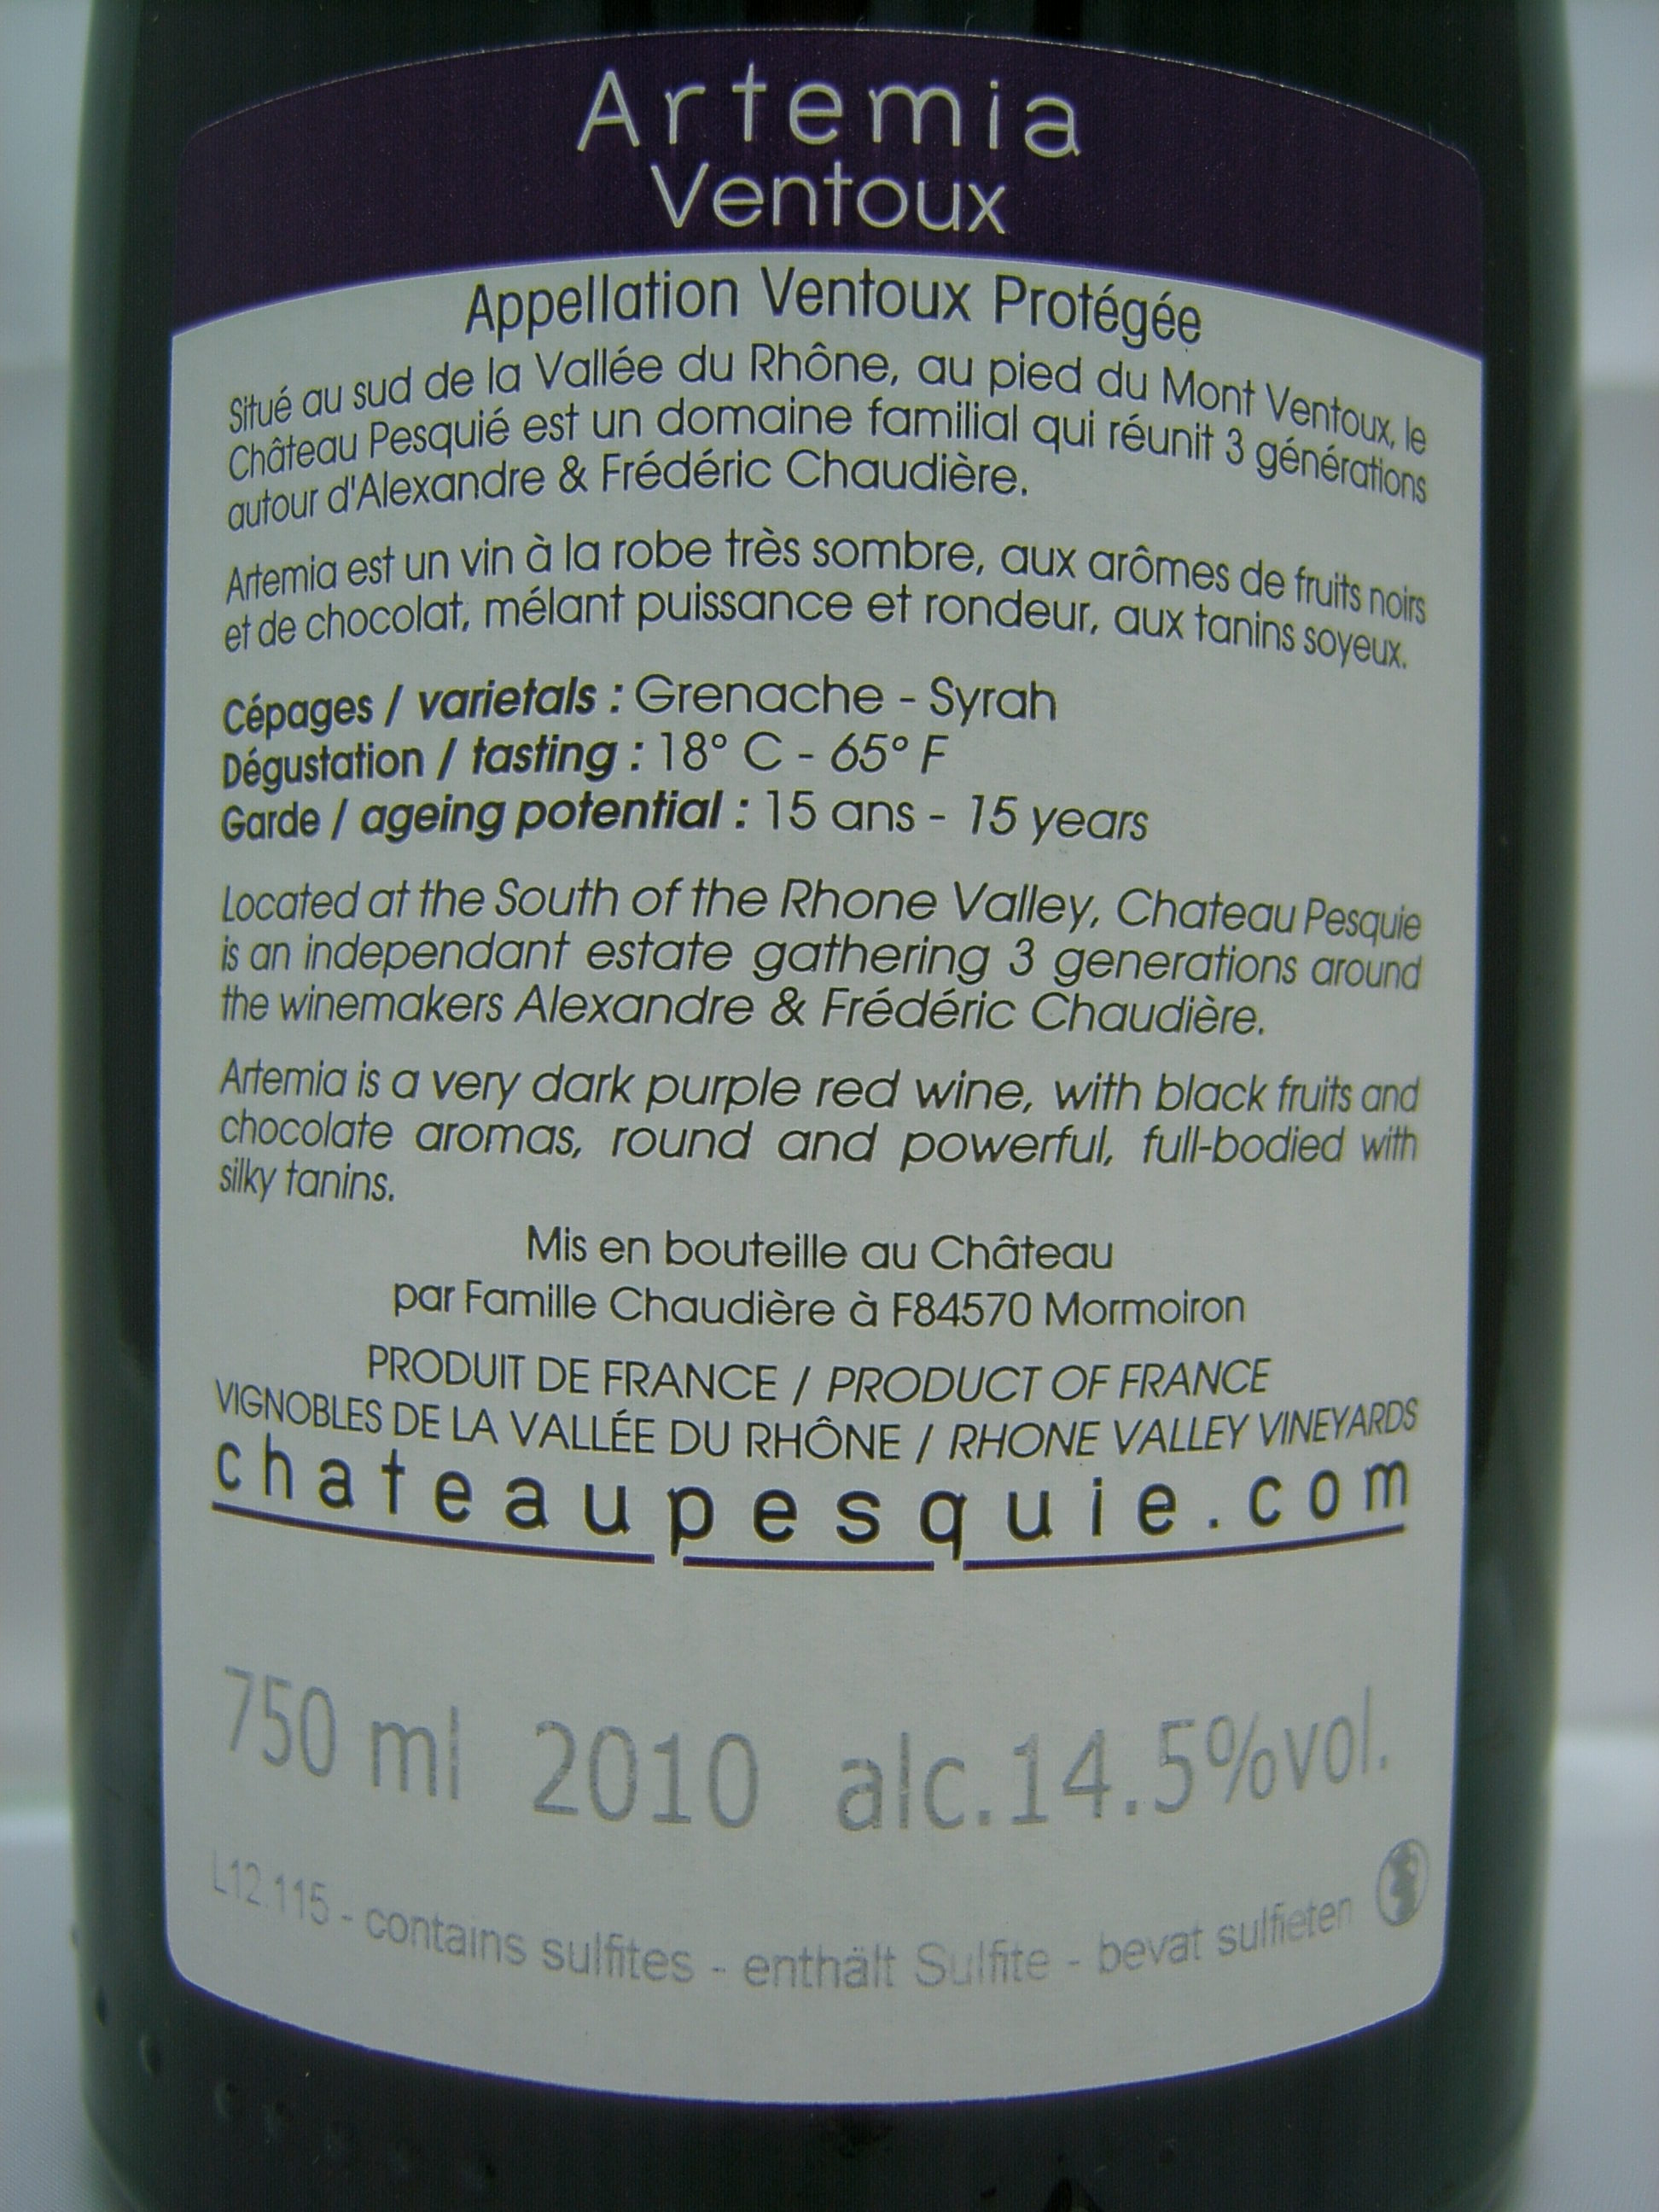 Artemia
Ventoux
Appellation Ventoux Protégée
Situé au sud de la Vallée du Rhône, au pied du Mont Ventoux, le
Château Pesquié est un domaine familial qui réunit 3 générations
autour d'Alexandre & Frédéric Chaudière.
Artemia est un vin à la robe très sombre, aux arômes de fruits noirs
et de chocolat, mélant puissance et rondeur, aux tanins soyeux.
Cépages / varietals : Grenache - Syrah
Dégustation / tasting : 18° C - 65° F
Garde / ageing potential : 15 ans - 15 years
Located at the South of the Rhone Valley, Chateau Pesquie
is an independant estate gathering 3 generations around
the winemakers Alexandre & Frédéric Chaudière.
Artemia is a very dark purple red wine, with black fruits and
chocolate aromas, round and powerful, full-bodied with
silky tanins.
Mis en bouteille au Château
par Famille Chaudière à F84570 Mormoiron
PRODUIT DE FRANCE / PRODUCT OF FRANCE
VIGNOBLES DE LA VALLÉE DU RHÔNE / RHONE VALLEY VINEYARDS
chateaupesquie.com
750 ml 2010 alc.14.5%vol.
L12.115 - contains sulfites - enthält Sulfite - bevat sulfieten